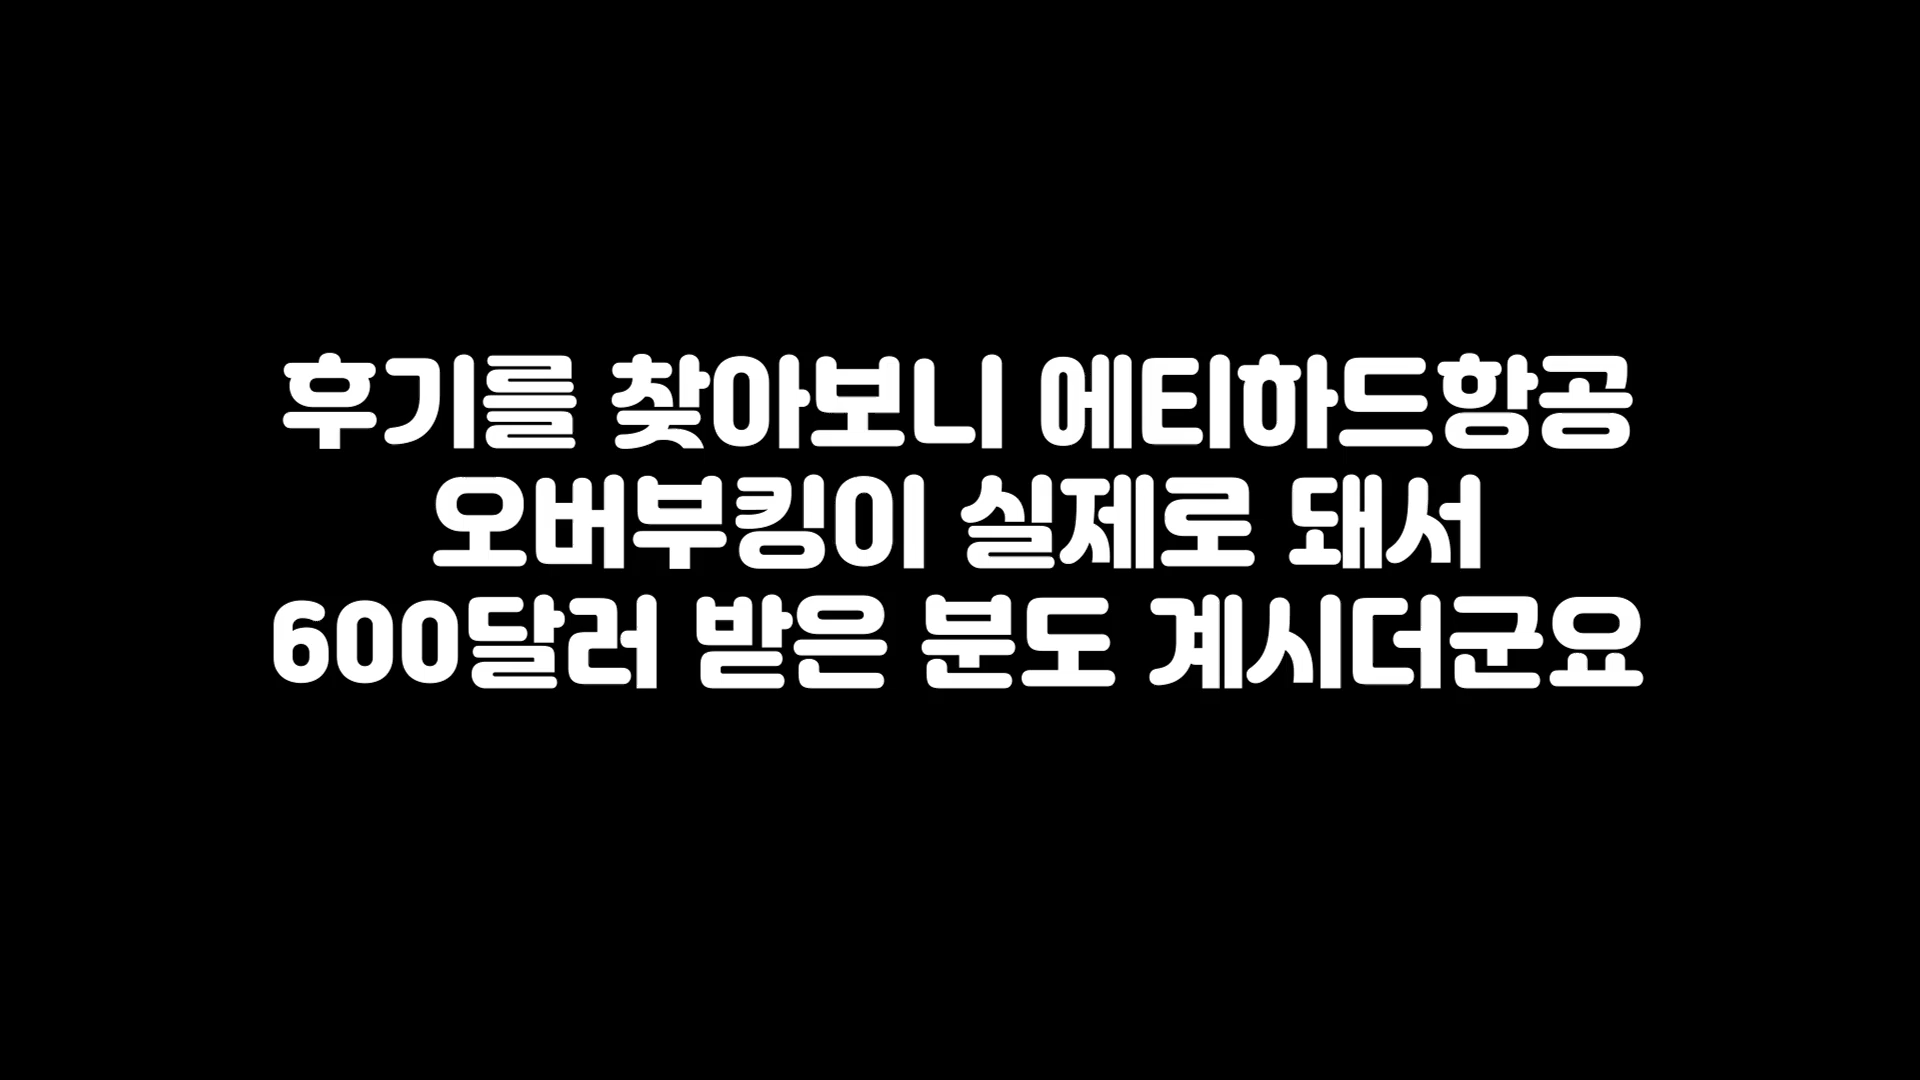 후기를 찾아보니 에티하드항공
오버부킹이 실제로 돼서
600달러 받은 분도 계시더군요